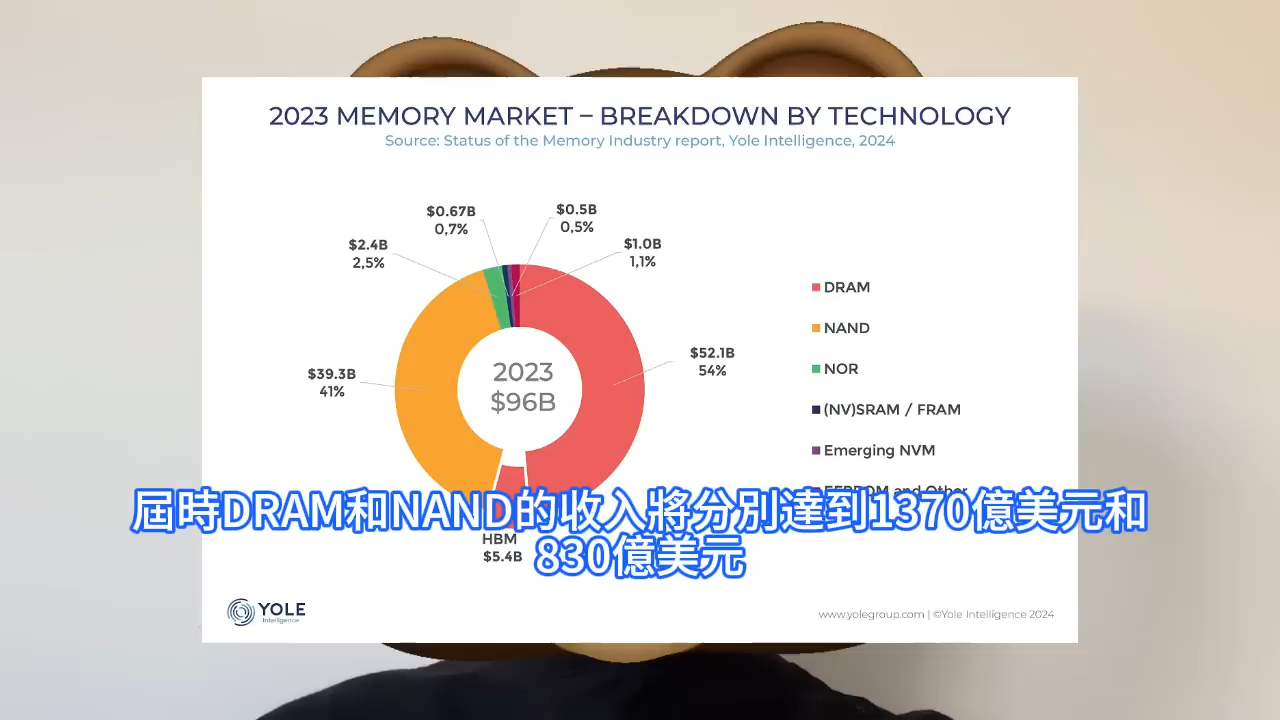 2023 MEMORY MARKET – BREAKDOWN BY TECHNOLOGY
Source: Status of the Memory Industry report, Yole Intelligence, 2024
$0.67B
0,7%
$0.5B
0,5%
$2.4B
2,5%
$1.0B
1,1%
$39.3B
41%
2023
$96B
$52.1B
54%
DRAM
NAND
NOR
(NV)SRAM / FRAM
Emerging NVM
EEPROM and Other
屆時DRAM和NAND的收入將分別達到1370億美元和
830億美元
HBM
$5.4B
YOLE
Intelligence
www.yolegroup.com | ©Yole Intelligence 2024